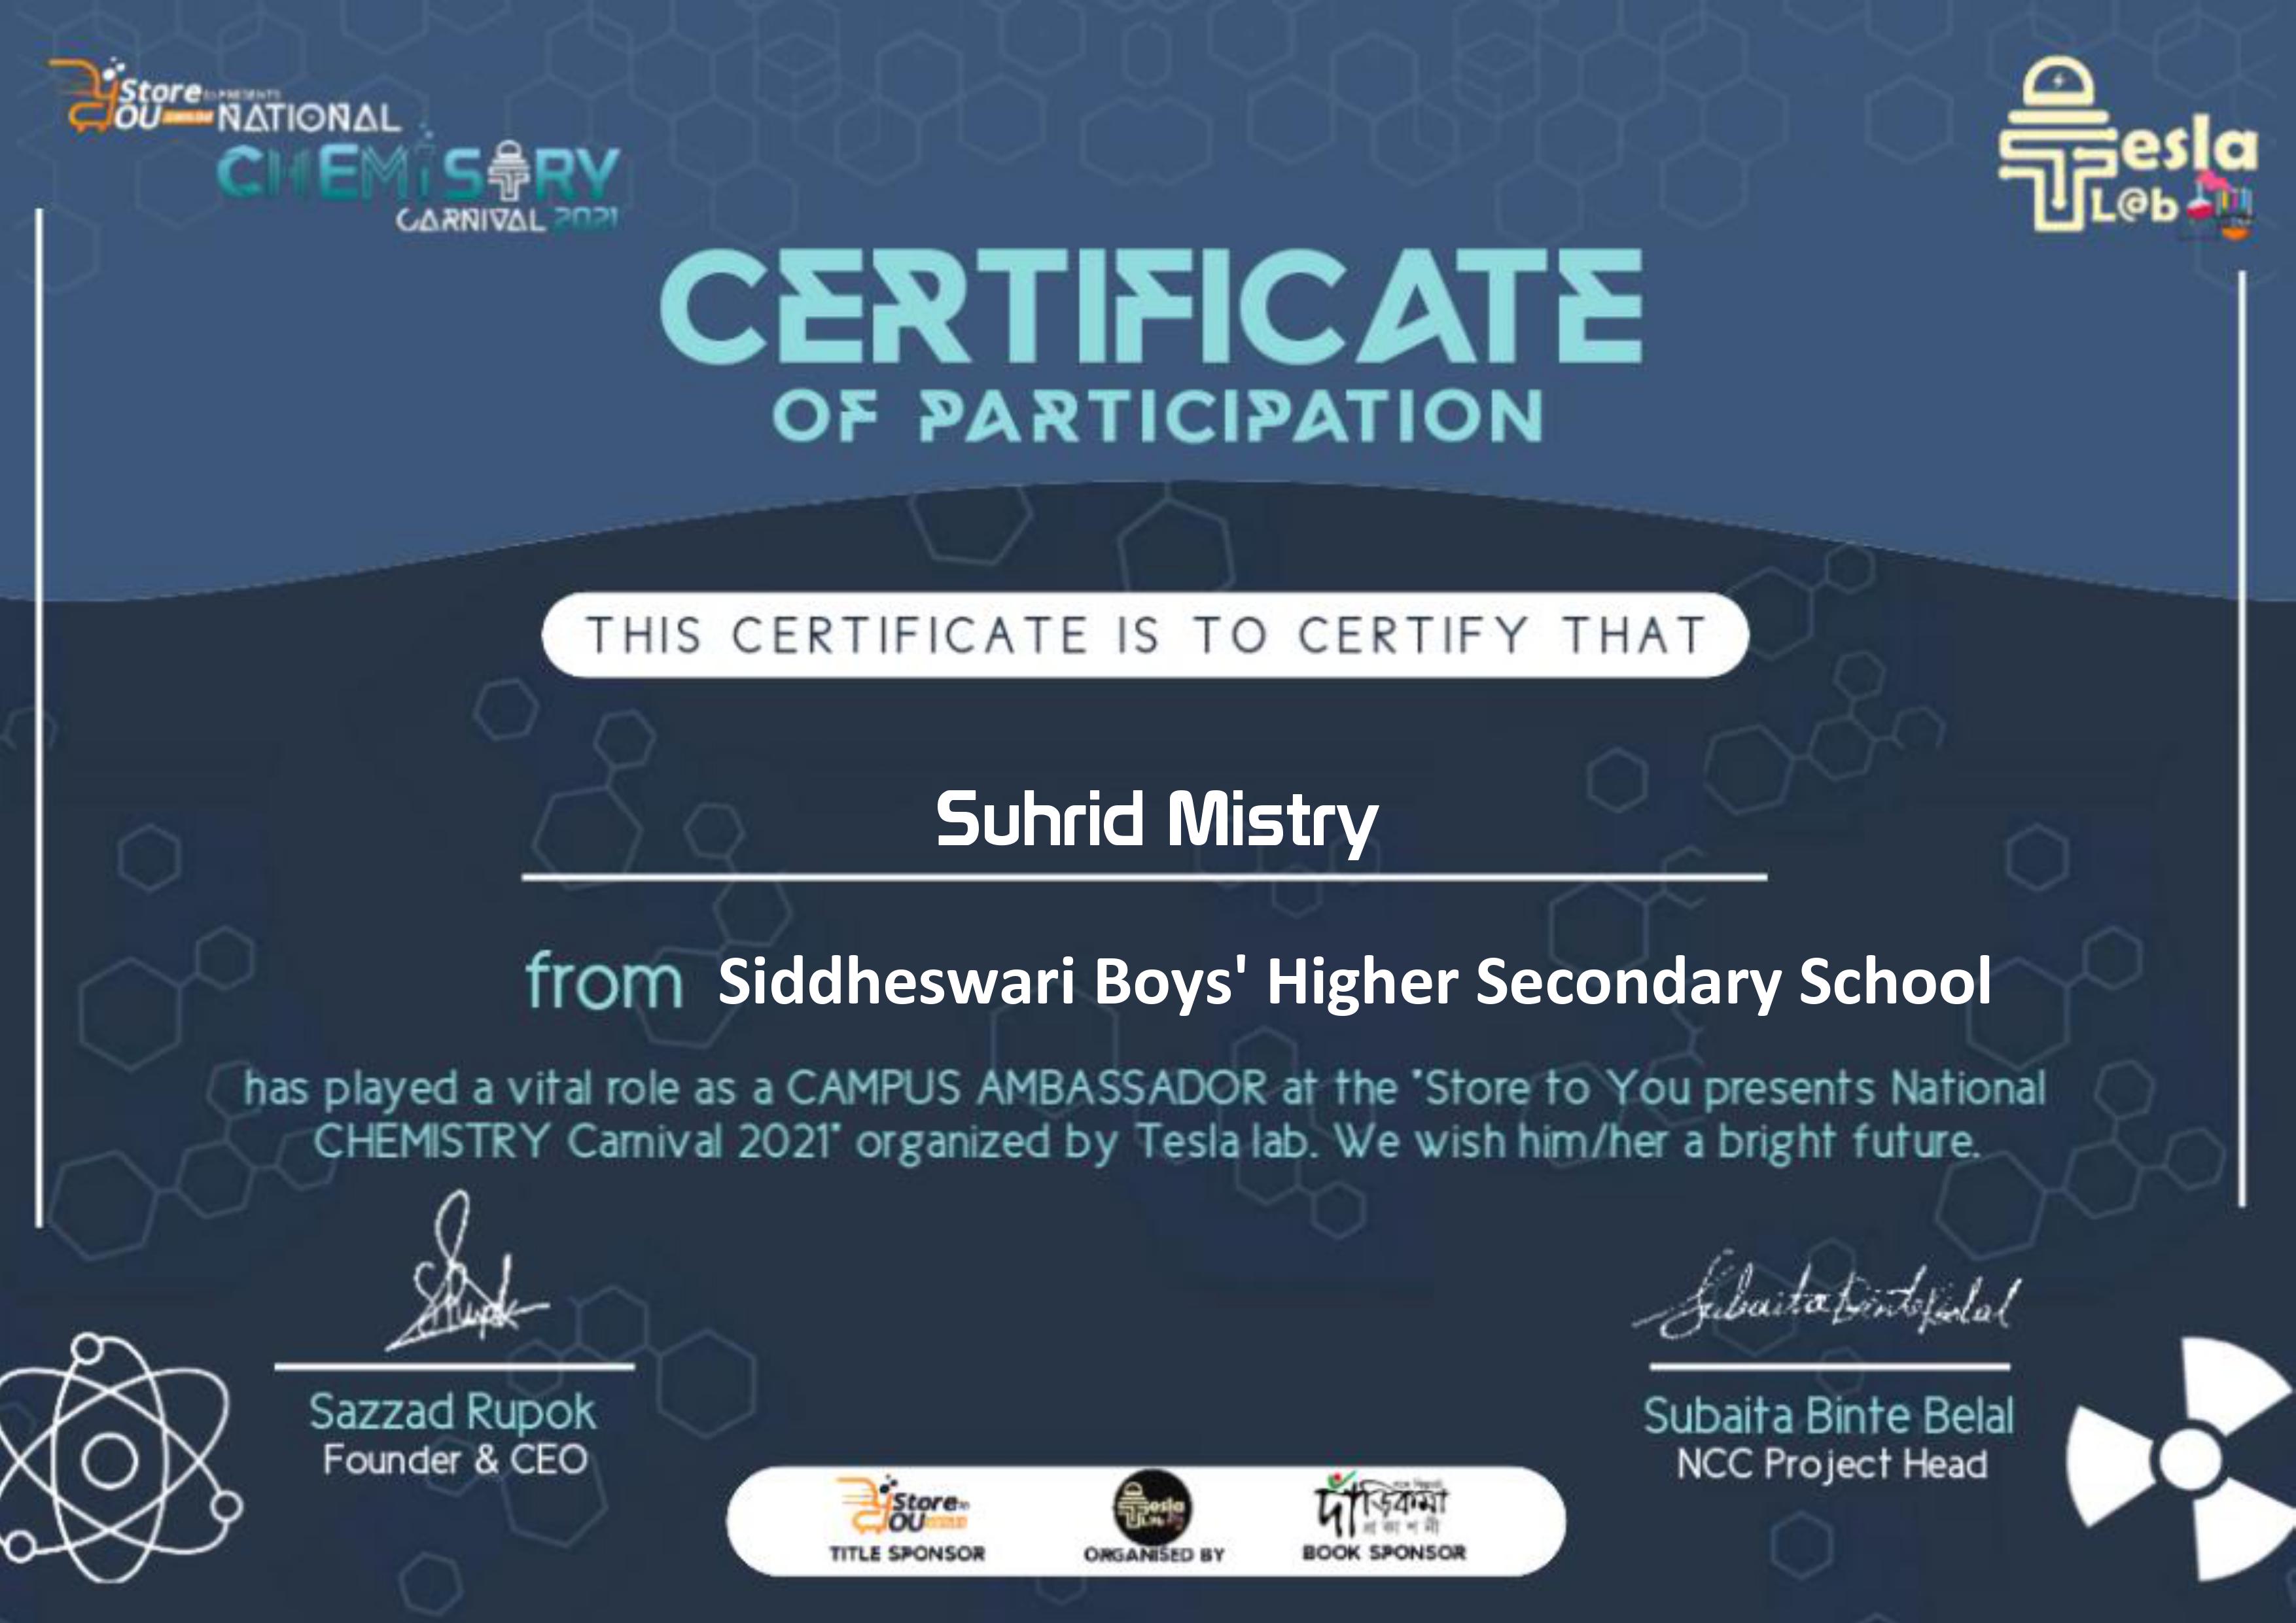 Store to PRESENTS
YOU
NATIONAL
CHEMISTRY
CARNIVAL 2021
Tesla
L@b
CERTIFICATE
OF PARTICIPATION
THIS CERTIFICATE IS TO CERTIFY THAT
Suhrid Mistry
from Siddheswari Boys' Higher Secondary School
has played a vital role as a CAMPUS AMBASSADOR at the "Store to You presents National
CHEMISTRY Carnival 2021" organized by Tesla lab. We wish him/her a bright future.
SRupok
Subaita Binte Belal
Sazzad Rupok
Founder & CEO
Subaita Binte Belal
NCC Project Head
Store to
YOU
TITLE SPONSOR
Tesla
L@b
ORGANISED BY
দাঁড়িকমা
প্রকাশনী
BOOK SPONSOR